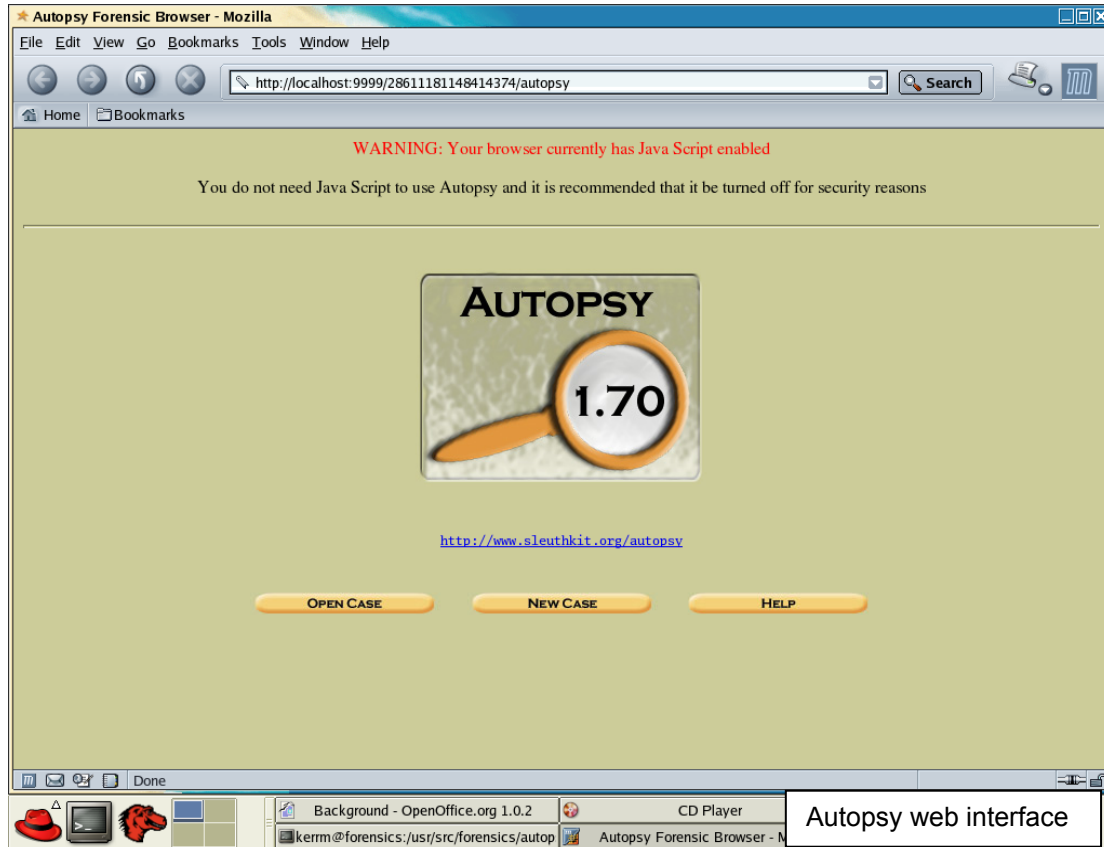 Autopsy Forensic Browser - Mozilla
File Edit View Go Bookmarks Tools Window Help
http://localhost:9999/28611181148414374/autopsy
Search
Home Bookmarks
WARNING: Your browser currently has Java Script enabled
You do not need Java Script to use Autopsy and it is recommended that it be turned off for security reasons
AUTOPSY
1.70
http://www.sleuthkit.org/autopsy
OPEN CASE NEW CASE HELP
Done
Background - OpenOffice.org 1.0.2 CD Player
kerrm@forensics:/usr/src/forensics/autop Autopsy Forensic Browser - M
Autopsy web interface